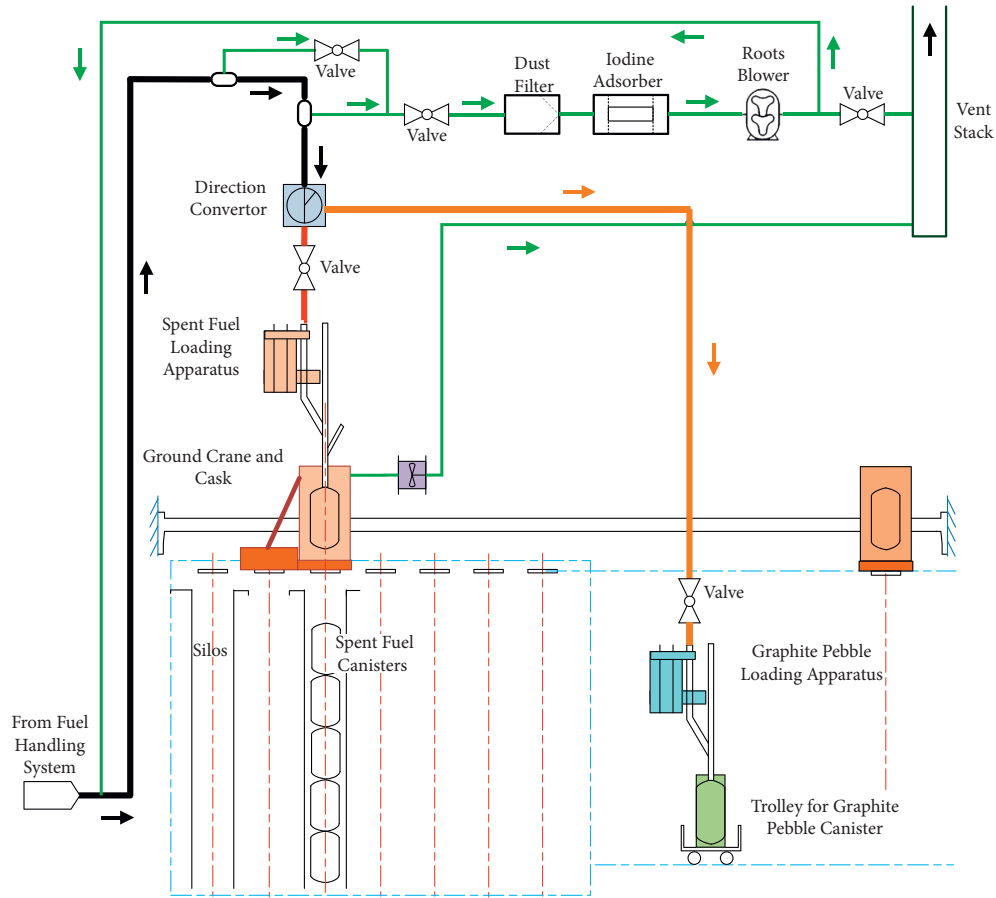 Valve
Dust
Filter
Iodine
Adsorber
Roots
Blower
Valve
Valve
Vent
Stack
Direction
Convertor
Valve
Spent Fuel
Loading
Apparatus
Ground Crane and
Cask
Valve
Silos
Spent Fuel
Canisters
Graphite Pebble
Loading Apparatus
From Fuel
Handling
System
Trolley for Graphite
Pebble Canister